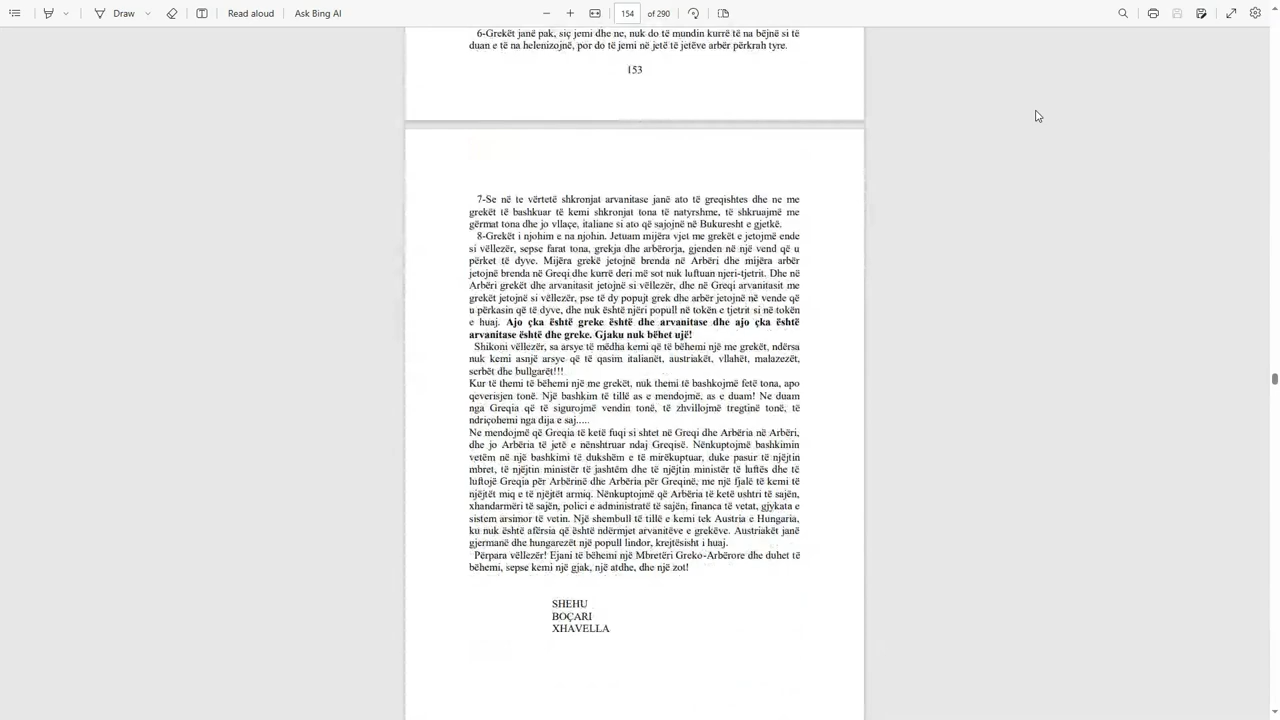 Draw
Read aloud
Ask Bing AI
154
of 290
6-Grekët janë pak, siç jemi dhe ne, nuk do të mundin kurrë të na bëjnë si të
duan e të na helenizojnë, por do të jemi në jetë të jetëve arbër përkrah tyre.
153
7-Se në te vërtetë shkronjat arvanitase janë ato të greqishtes dhe ne me
grekët të bashkuar të kemi shkronjat tona të natyrshme, të shkruajmë me
gërmat tona dhe jo vllaçe, italiane si ato që sajojnë në Bukuresht e gjetkë.
8-Grekët i njohim e na njohin. Jetuam mijëra vjet me grekët e jetojmë ende
si vëllezër, sepse farat tona, grekja dhe arbërorja, gjenden në një vend që u
përket të dyve. Mijëra grekë jetojnë brenda në Arbëri dhe mijëra arbër
jetojnë brenda në Greqi dhe kurrë deri më sot nuk luftuan njeri-tjetrit. Dhe në
Arbëri grekët dhe arvanitasit jetojnë si vëllezër, dhe në Greqi arvanitasit me
grekët jetojnë si vëllezër, pse të dy popujt grek dhe arbër jetojnë në vende që
u përkasin që të dyve, dhe nuk është njëri popull në tokën e tjetrit si në tokën
e huaj. Ajo çka është greke është dhe arvanitase dhe ajo çka është
arvanitase është dhe greke. Gjaku nuk bëhet ujë!
Shikoni vëllezër, sa arsye të mëdha kemi që të bëhemi një me grekët, ndërsa
nuk kemi asnjë arsye që të qasim italianët, austriakët, vllahët, malazezët,
serbët dhe bullgarët!!!
Kur të themi të bëhemi një me grekët, nuk themi të bashkojmë fetë tona, apo
qeverisjen tonë. Një bashkim të tillë as e mendojmë, as e duam! Ne duam
nga Greqia që të sigurojmë vendin tonë, të zhvillojmë tregtinë tonë, të
ndriçohemi nga dija e saj.....
Ne mendojmë që Greqia të ketë fuqi si shtet në Greqi dhe Arbëria në Arbëri,
dhe jo Arbëria të jetë e nënshtruar ndaj Greqisë. Nënkuptojmë bashkimin
vetëm në një bashkimi të dukshëm e të mirëkuptuar, duke pasur të njëjtin
mbret, të njëjtin ministër të jashtëm dhe të njëjtin ministër të luftës dhe të
luftojë Greqia për Arbërinë dhe Arbëria për Greqinë, me një fjalë të kemi të
njëjtët miq e të njëjtët armiq. Nënkuptojmë që Arbëria të ketë ushtri të sajën,
xhandarmëri të sajën, polici e administratë të sajën, financa të vetat, gjykata e
sistem arsimor të vetin. Një shembull të tillë e kemi tek Austria e Hungaria,
ku nuk është afërsia që është ndërmjet arvanitëve e grekëve. Austriakët janë
gjermanë dhe hungarezët një popull lindor, krejtësisht i huaj.
Përpara vëllezër! Ejani të bëhemi një Mbretëri Greko-Arbërore dhe duhet të
bëhemi, sepse kemi një gjak, një atdhe, dhe një zot!
SHEHU
BOÇARI
XHAVELLA